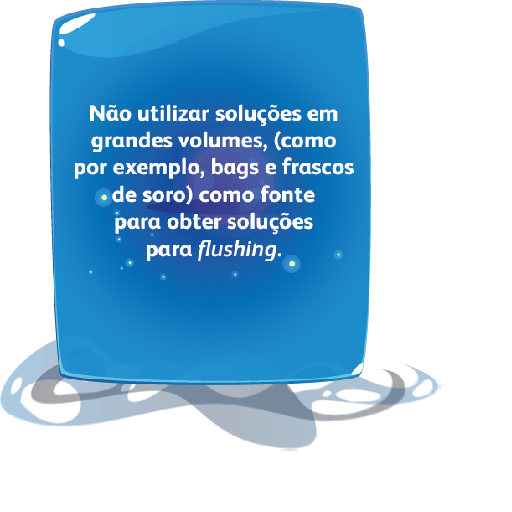 Não utilizar soluções em
grandes volumes, (como
por exemplo, bags e frascos
de soro) como fonte
para obter soluções
para flushing.